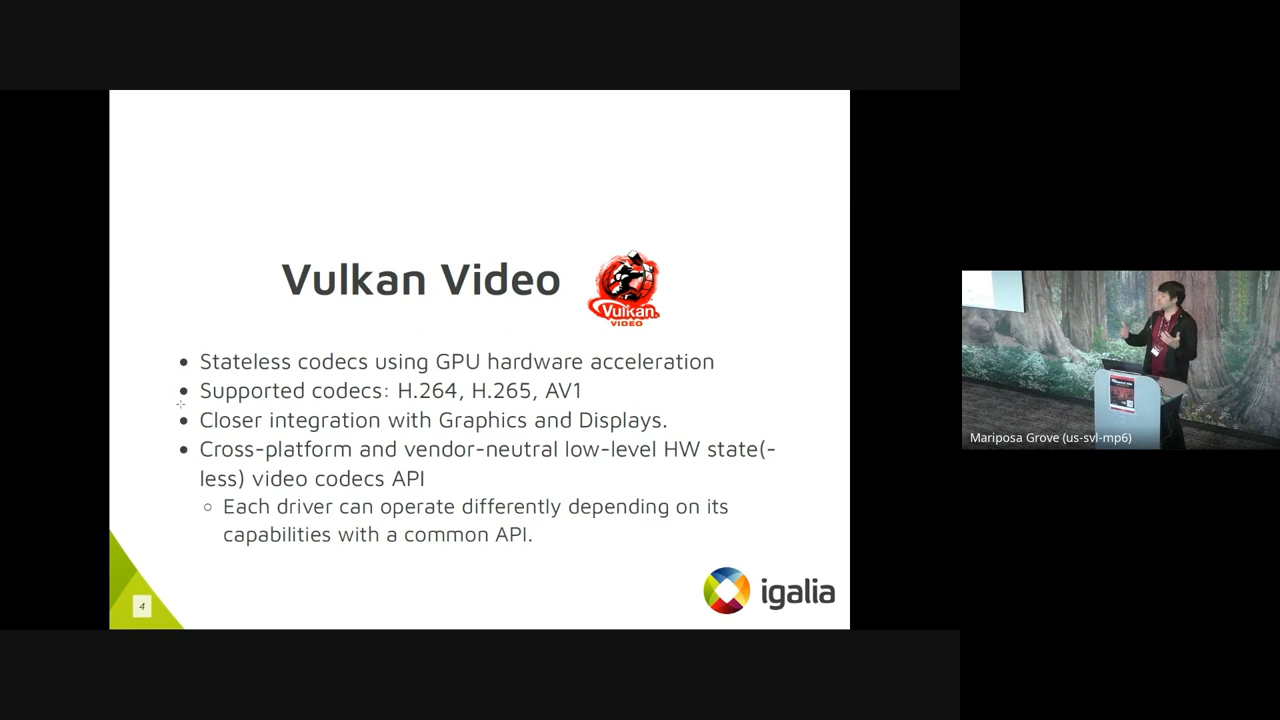 Vulkan Video
Vulkan.
VIDEO
Stateless codecs using GPU hardware acceleration
Supported codecs: H.264, H.265, AV1
Closer integration with Graphics and Displays.
Cross-platform and vendor-neutral low-level HW state(-
less) video codecs API
Each driver can operate differently depending on its
capabilities with a common API.
4
igalia
Mariposa Grove (us-svl-mp6)